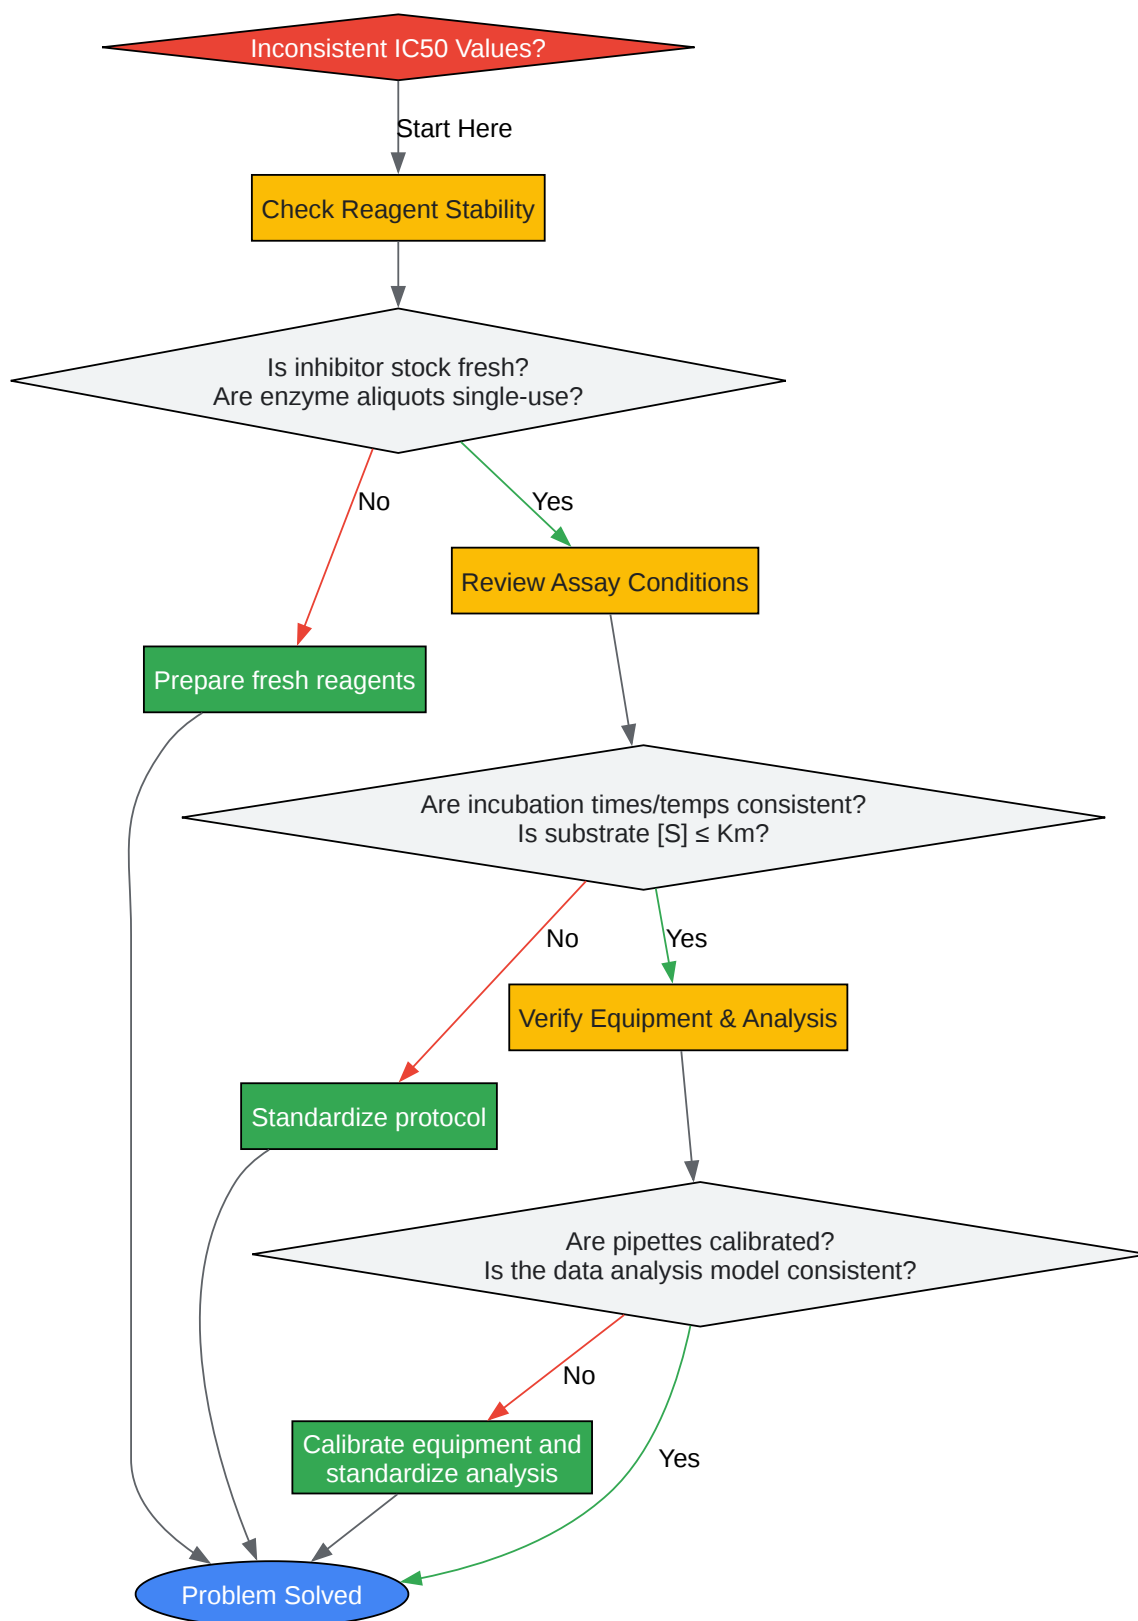 Inconsistent IC50 Values?
Start Here
Check Reagent Stability
Is inhibitor stock fresh?
Are enzyme aliquots single-use?
No
Yes
Review Assay Conditions
Prepare fresh reagents
Are incubation times/temps consistent?
Is substrate [S] ≤ Km?
No
Yes
Verify Equipment & Analysis
Standardize protocol
Are pipettes calibrated?
Is the data analysis model consistent?
No
Calibrate equipment and
standardize analysis
Yes
Problem Solved